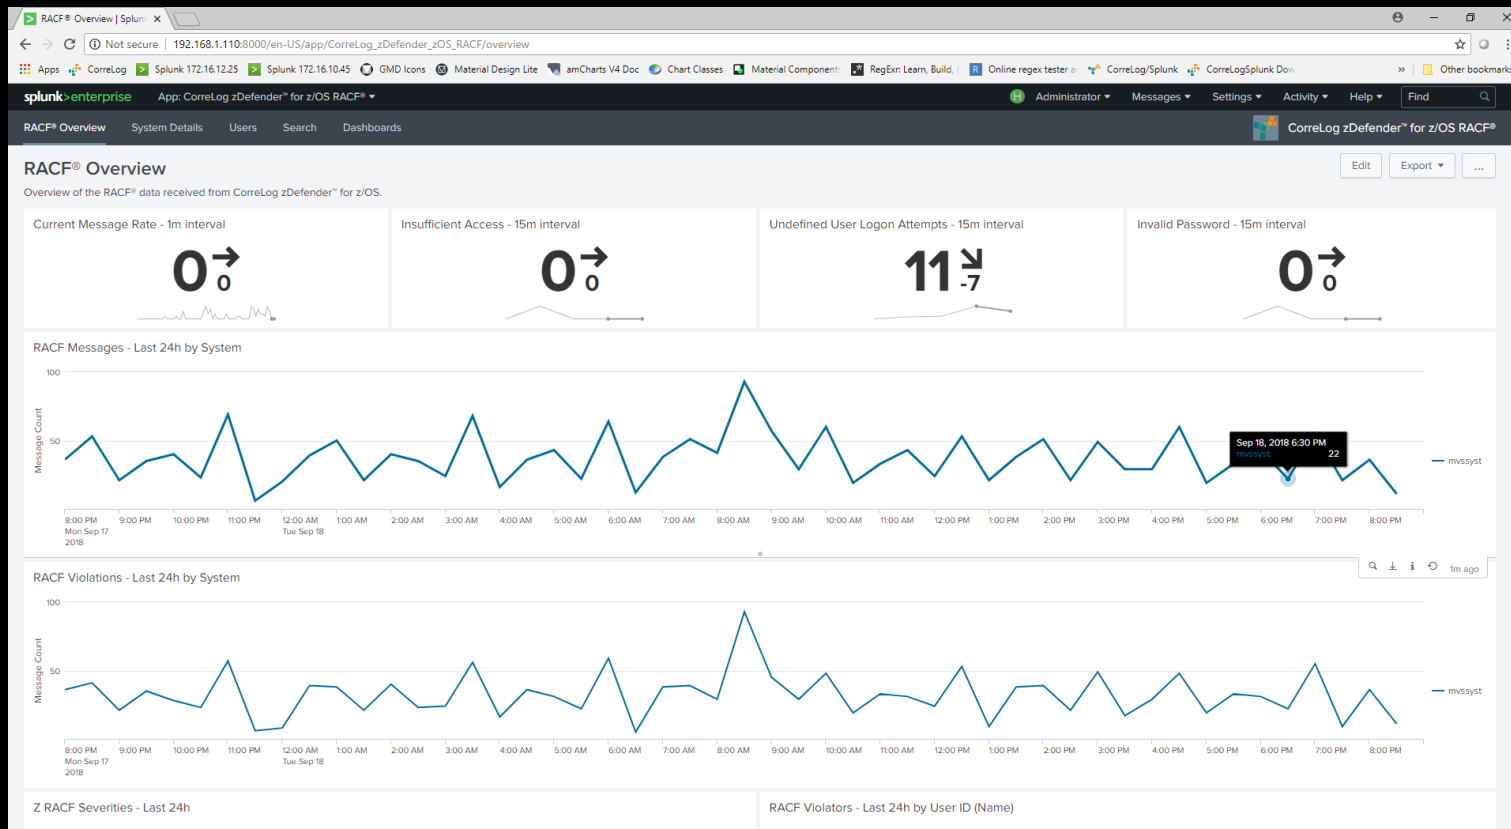 RACF® Overview | Splun
Not secure | 192.168.1.110:8000/en-US/app/CorreLog_zDefender_zOS_RACF/overview
Apps CorreLog Splunk 172.16.12.25 Splunk 172.16.10.45 GMD Icons Material Design Lite amCharts V4 Doc Chart Classes Material Component: RegExr: Learn, Build, Online regex tester a CorreLog/Splunk CorreLogSplunk Dow » Other bookmarks
splunk>enterprise App: CorreLog zDefender™ for z/OS RACF® H Administrator Messages Settings Activity Help Find
RACF® Overview System Details Users Search Dashboards CorreLog zDefender™ for z/OS RACF®
RACF® Overview Edit Export ...
Overview of the RACF® data received from CorreLog zDefender™ for z/OS.
Current Message Rate - 1m interval Insufficient Access - 15m interval Undefined User Logon Attempts - 15m interval Invalid Password - 15m interval
0 0 0 0 11 -7 0 0
RACF Messages - Last 24h by System
100
50
Message Count
Sep 18, 2018 6:30 PM
mvssyst: 22
mvssyst
8:00 PM 9:00 PM 10:00 PM 11:00 PM 12:00 AM 1:00 AM 2:00 AM 3:00 AM 4:00 AM 5:00 AM 6:00 AM 7:00 AM 8:00 AM 9:00 AM 10:00 AM 11:00 AM 12:00 PM 1:00 PM 2:00 PM 3:00 PM 4:00 PM 5:00 PM 6:00 PM 7:00 PM 8:00 PM
Mon Sep 17 Tue Sep 18
2018
1m ago
RACF Violations - Last 24h by System
100
50
Message Count
mvssyst
8:00 PM 9:00 PM 10:00 PM 11:00 PM 12:00 AM 1:00 AM 2:00 AM 3:00 AM 4:00 AM 5:00 AM 6:00 AM 7:00 AM 8:00 AM 9:00 AM 10:00 AM 11:00 AM 12:00 PM 1:00 PM 2:00 PM 3:00 PM 4:00 PM 5:00 PM 6:00 PM 7:00 PM 8:00 PM
Mon Sep 17 Tue Sep 18
2018
Z RACF Severities - Last 24h RACF Violators - Last 24h by User ID (Name)